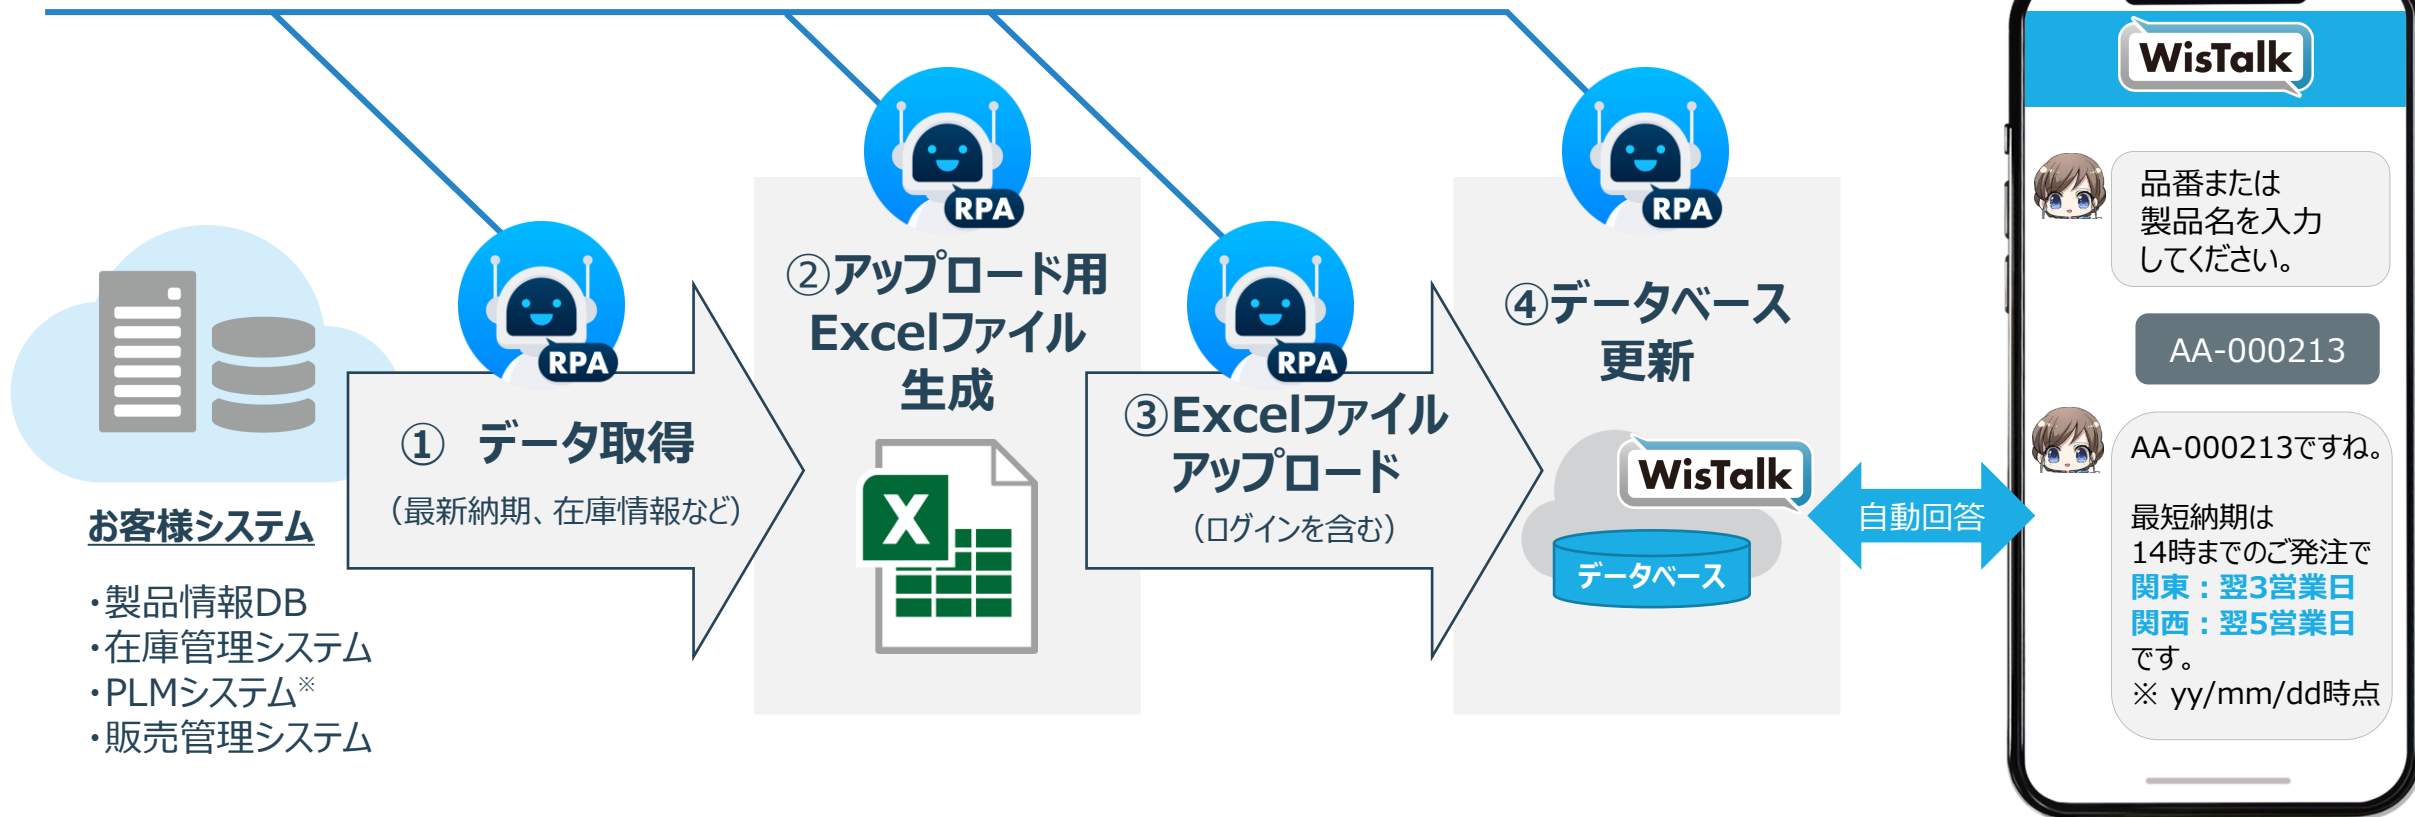 RPA
① データ取得
（最新納期、在庫情報など）
お客様システム
・製品情報DB
・在庫管理システム
・PLMシステム※
・販売管理システム
RPA
②アップロード用
Excelファイル
生成
X
RPA
③Excelファイル
アップロード
（ログインを含む）
RPA
④データベース
更新
WisTalk
データベース
自動回答
WisTalk
品番または
製品名を入力
してください。
AA-000213
AA-000213ですね。
最短納期は
14時までのご発注で
関東：翌3営業日
関西：翌5営業日
です。
※ yy/mm/dd時点